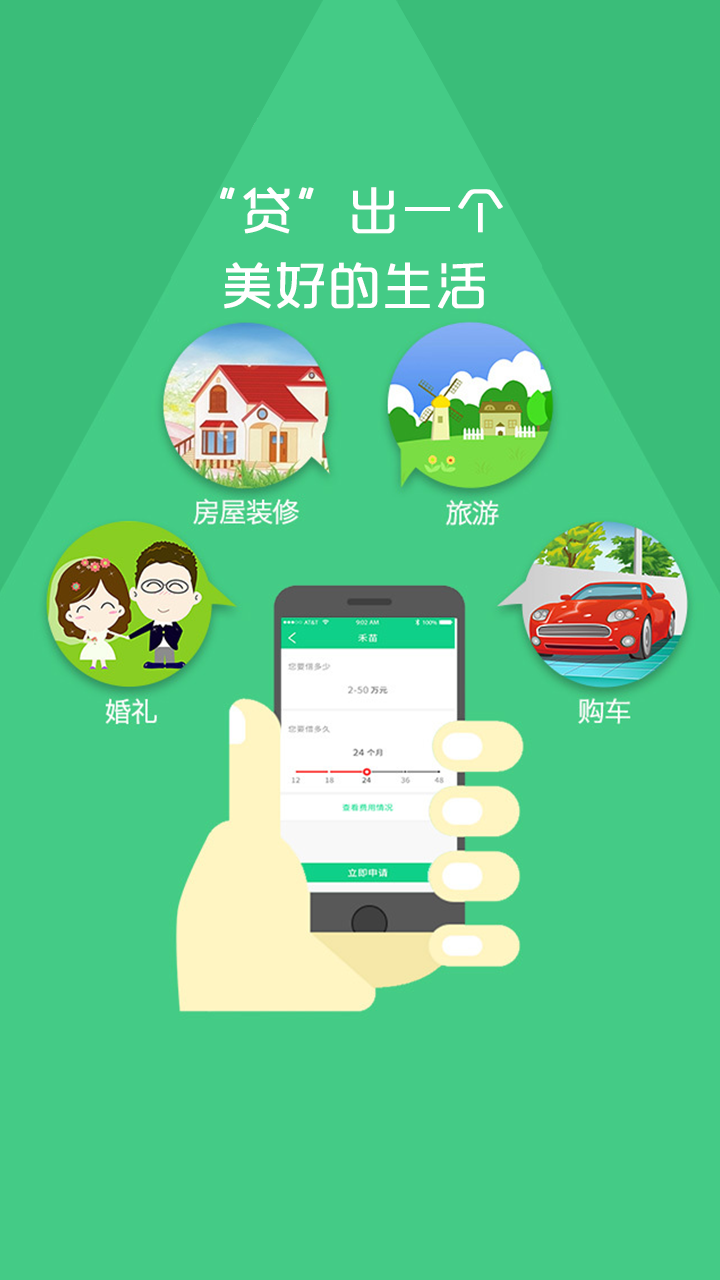 “贷”出一个
美好的生活
房屋装修
旅游
婚礼
购车
AT&T 9:02 AM 100%
禾苗
您要借多少
2-50 万元
您要借多久
24 个月
12 18 24 36 48
查看费用情况
立即申请